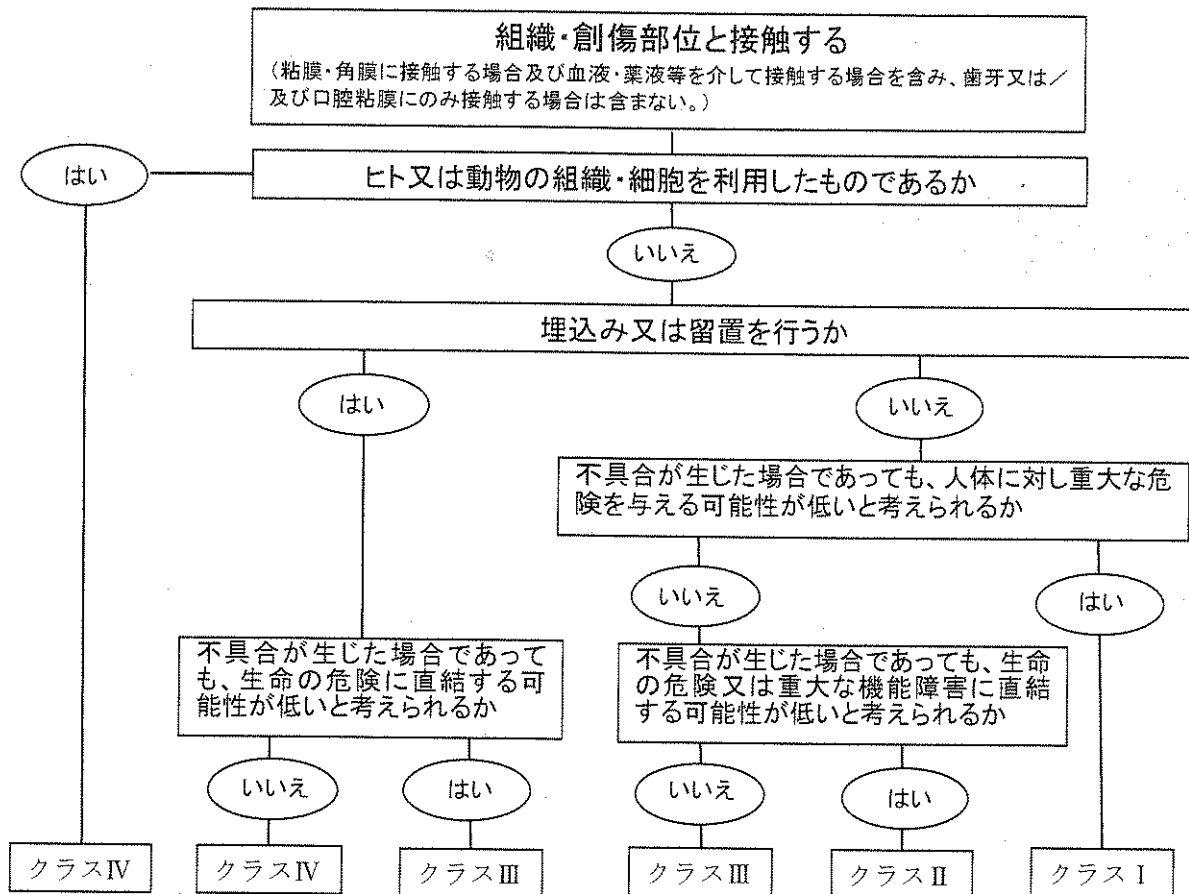 組織・創傷部位と接触する
(粘膜・角膜に接触する場合及び血液・薬液等を介して接触する場合を含み、歯牙又は／
及び口腔粘膜にのみ接触する場合は含まない。)
はい
ヒト又は動物の組織・細胞を利用したものであるか
いいえ
埋込み又は留置を行うか
はい
いいえ
不具合が生じた場合であっても、人体に対し重大な危
険を与える可能性が低いと考えられるか
いいえ
はい
不具合が生じた場合であって
も、生命の危険に直結する可
能性が低いと考えられるか
不具合が生じた場合であっても、生命
の危険又は重大な機能障害に直結
する可能性が低いと考えられるか
いいえ
はい
いいえ
はい
クラスⅣ
クラスⅣ
クラスⅢ
クラスⅢ
クラスⅡ
クラスⅠ